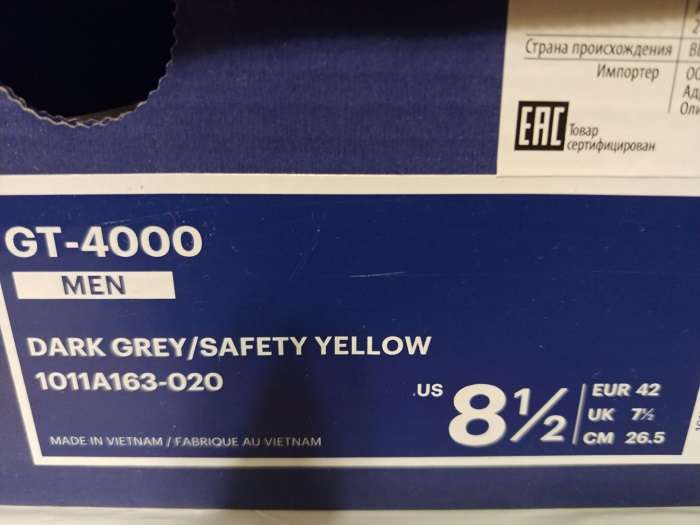 Страна происхождения
Импортер
EAC Товар
сертифицирован
GT-4000
MEN
DARK GREY/SAFETY YELLOW
1011A163-020
MADE IN VIETNAM / FABRIQUE AU VIETNAM
US 8½
EUR 42
UK 7½
CM 26.5